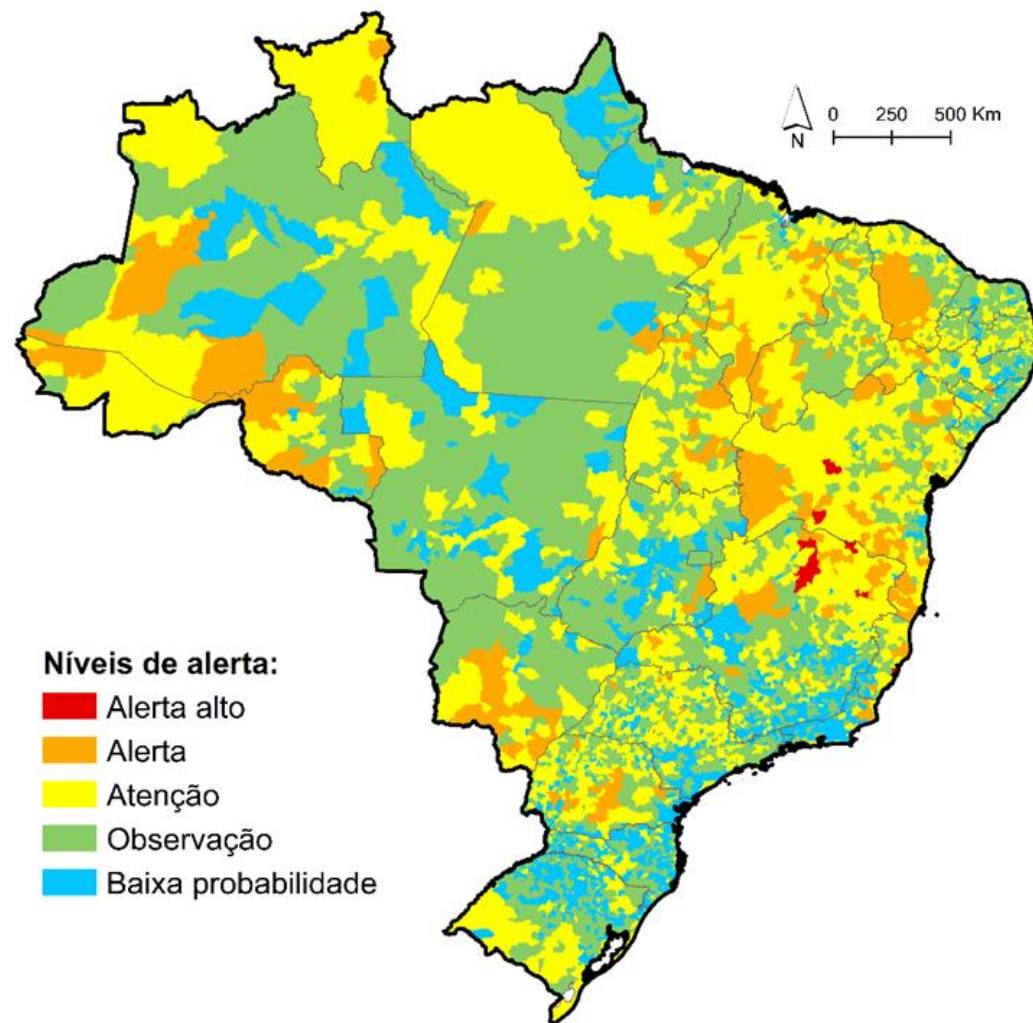 0 250 500 Km
N
Níveis de alerta:
Alerta alto
Alerta
Atenção
Observação
Baixa probabilidade